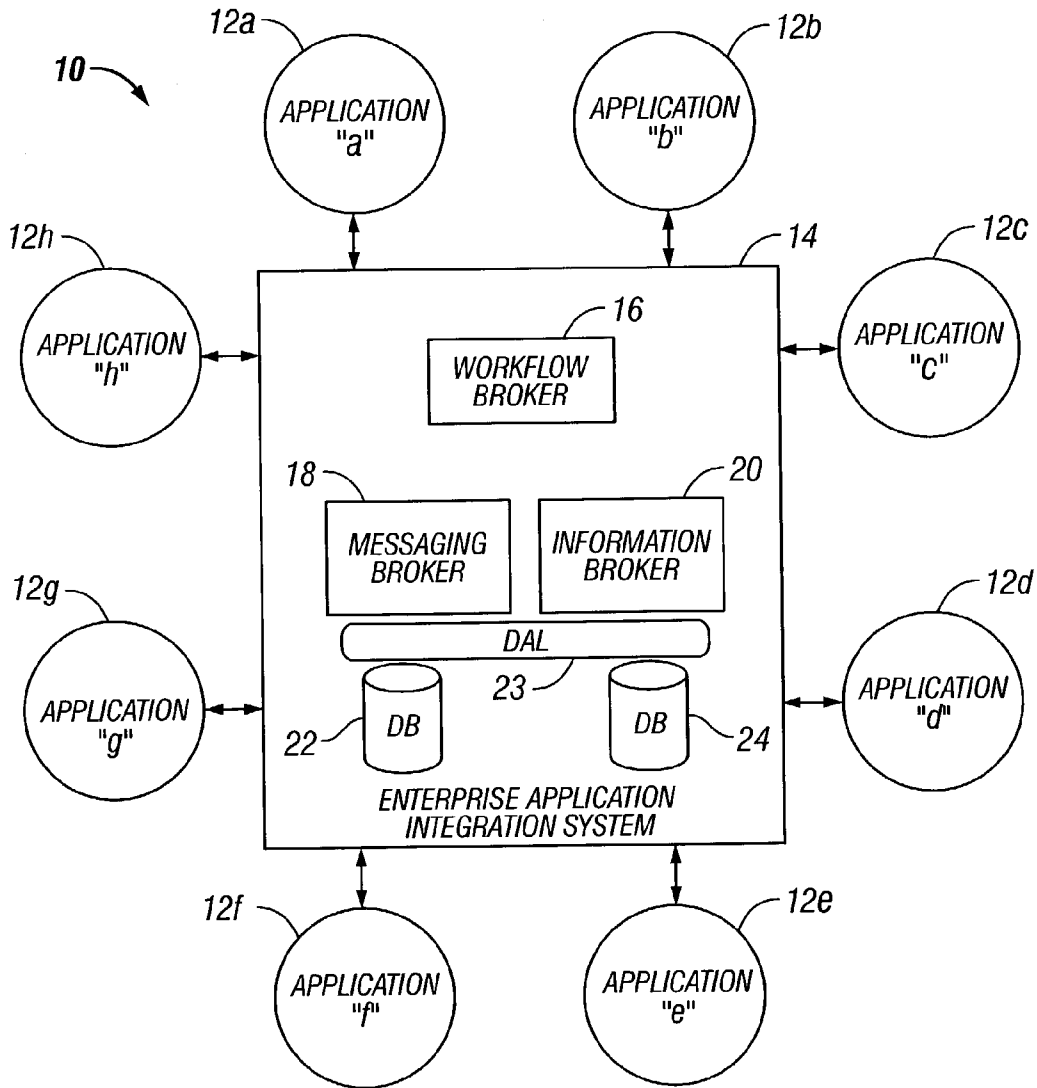 12a
12b
10
APPLICATION
"a"
APPLICATION
"b"
12h
14
12c
APPLICATION
"h"
16
WORKFLOW
BROKER
APPLICATION
"c"
18
20
MESSAGING
BROKER
INFORMATION
BROKER
12g
12d
DAL
23
APPLICATION
"g"
22
DB
DB
24
APPLICATION
"d"
ENTERPRISE APPLICATION
INTEGRATION SYSTEM
12f
12e
APPLICATION
"f"
APPLICATION
"e"